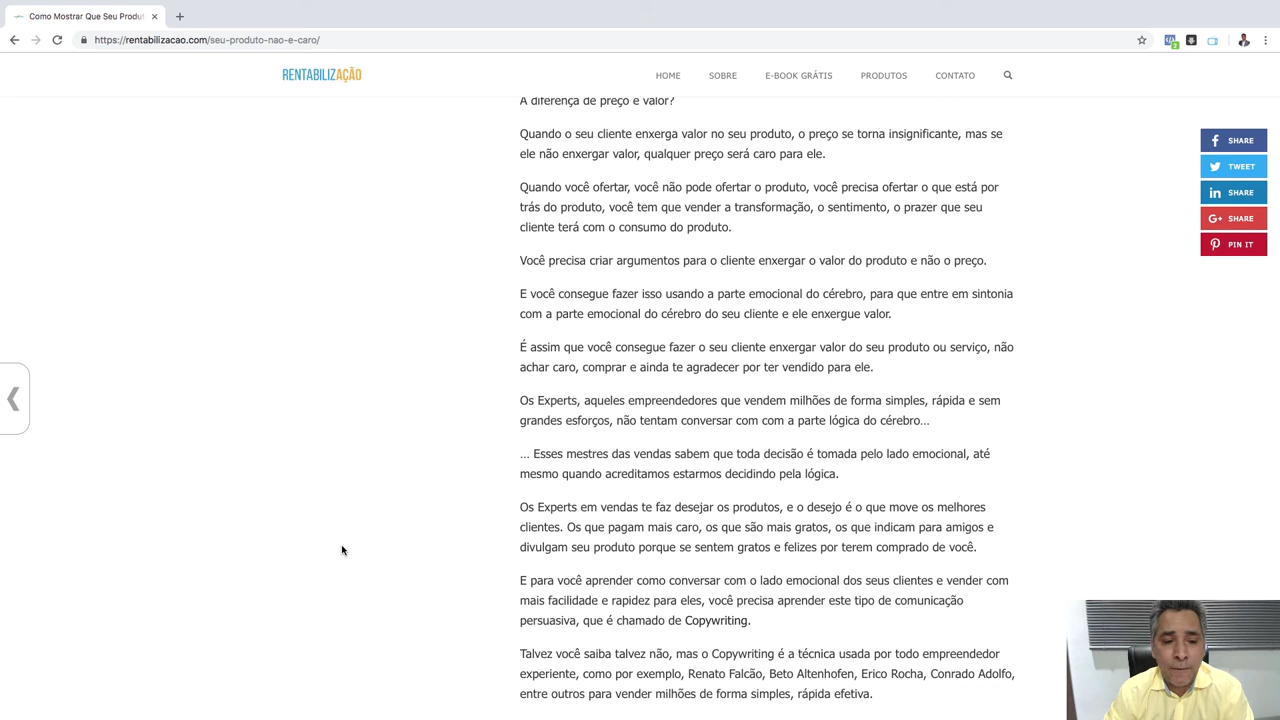 Como Mostrar Que Seu Produt
https://rentabilizacao.com/seu-produto-nao-e-caro/
2
RENTABILIZAÇÃO
HOME
SOBRE
E-BOOK GRÁTIS
PRODUTOS
CONTATO
A diferença de preço e valor?
Quando o seu cliente enxerga valor no seu produto, o preço se torna insignificante, mas se
ele não enxergar valor, qualquer preço será caro para ele.
Quando você ofertar, você não pode ofertar o produto, você precisa ofertar o que está por
trás do produto, você tem que vender a transformação, o sentimento, o prazer que seu
cliente terá com o consumo do produto.
Você precisa criar argumentos para o cliente enxergar o valor do produto e não o preço.
E você consegue fazer isso usando a parte emocional do cérebro, para que entre em sintonia
com a parte emocional do cérebro do seu cliente e ele enxergue valor.
É assim que você consegue fazer o seu cliente enxergar valor do seu produto ou serviço, não
achar caro, comprar e ainda te agradecer por ter vendido para ele.
Os Experts, aqueles empreendedores que vendem milhões de forma simples, rápida e sem
grandes esforços, não tentam conversar com com a parte lógica do cérebro…
… Esses mestres das vendas sabem que toda decisão é tomada pelo lado emocional, até
mesmo quando acreditamos estarmos decidindo pela lógica.
Os Experts em vendas te faz desejar os produtos, e o desejo é o que move os melhores
clientes. Os que pagam mais caro, os que são mais gratos, os que indicam para amigos e
divulgam seu produto porque se sentem gratos e felizes por terem comprado de você.
E para você aprender como conversar com o lado emocional dos seus clientes e vender com
mais facilidade e rapidez para eles, você precisa aprender este tipo de comunicação
persuasiva, que é chamado de Copywriting.
Talvez você saiba talvez não, mas o Copywriting é a técnica usada por todo empreendedor
experiente, como por exemplo, Renato Falcão, Beto Altenhofen, Erico Rocha, Conrado Adolfo,
entre outros para vender milhões de forma simples, rápida efetiva.
SHARE
TWEET
SHARE
SHARE
PIN IT